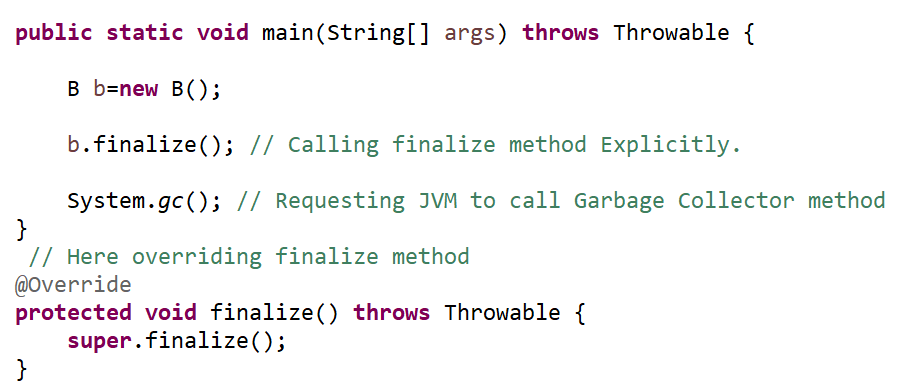 public static void main(String[] args) throws Throwable {
B b=new B();
b.finalize(); // Calling finalize method Explicitly.
System.gc(); // Requesting JVM to call Garbage Collector method
}
// Here overriding finalize method
@Override
protected void finalize() throws Throwable {
super.finalize();
}